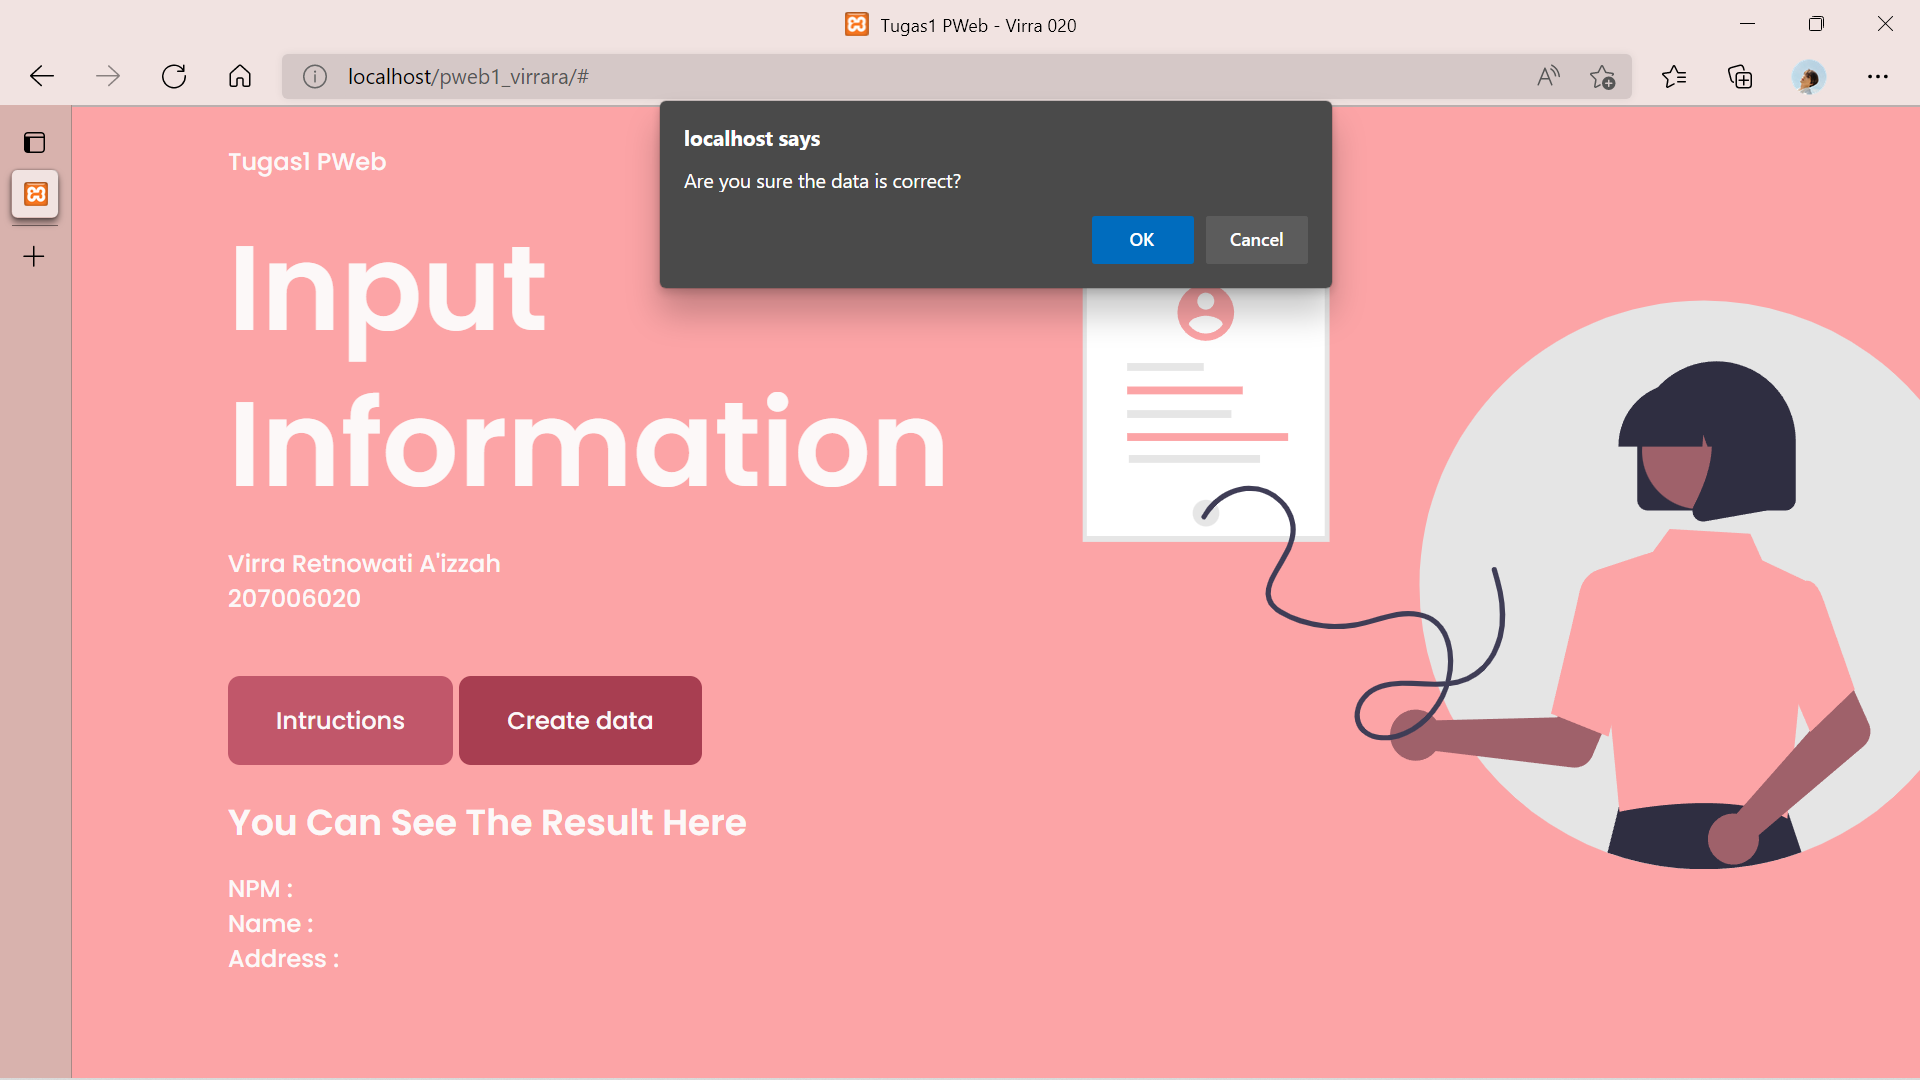 Tugas1 PWeb - Virra 020
localhost/pweb1_virrara/#
localhost says
Are you sure the data is correct?
OK Cancel
Tugas1 PWeb
Input
Information
Virra Retnowati A'izzah
207006020
Intructions Create data
You Can See The Result Here
NPM :
Name :
Address :